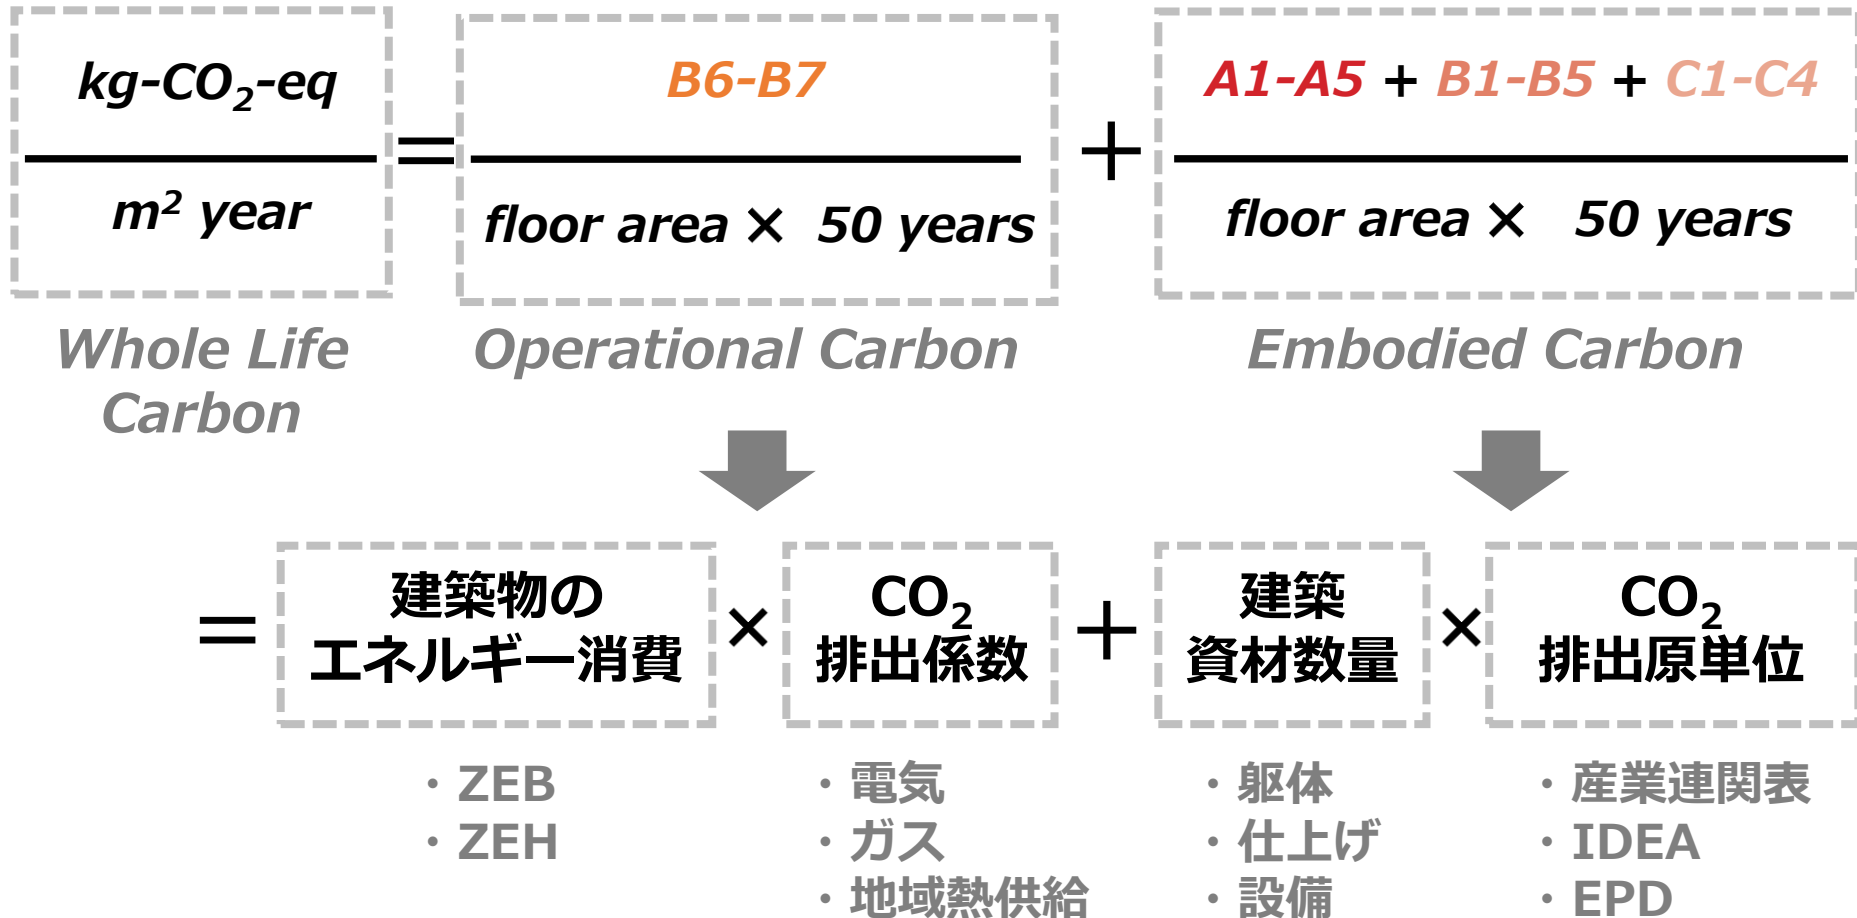 kg-CO₂-eq
m² year
=
B6-B7
floor area × 50 years
+
A1-A5 + B1-B5 + C1-C4
floor area × 50 years
Whole Life
Carbon
Operational Carbon
Embodied Carbon
=
建築物の
エネルギー消費
×
CO₂
排出係数
+
建築
資材数量
×
CO₂
排出原単位
・ZEB
・ZEH
・電気
・ガス
・地域熱供給
・躯体
・仕上げ
・設備
・産業連関表
・IDEA
・EPD